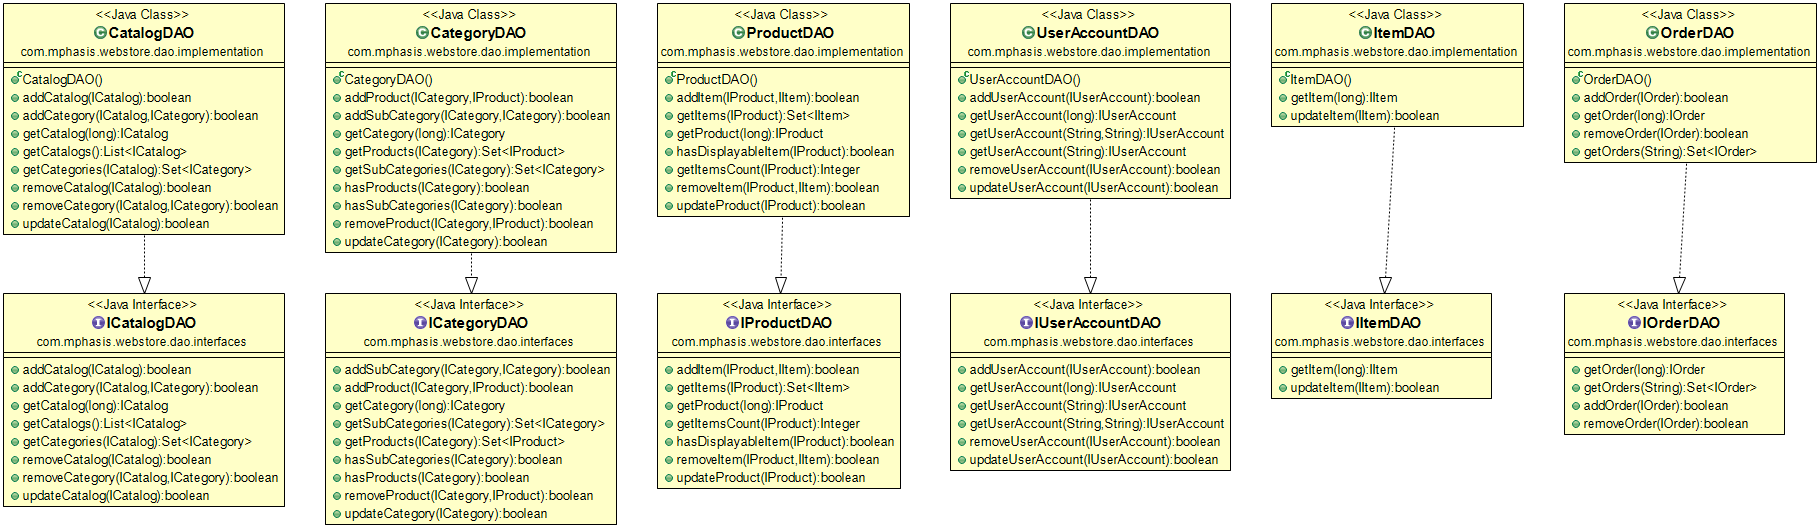 <<Java Class>>
CatalogDAO
com.mphasis.webstore.dao.implementation
CatalogDAO()
addCatalog(ICatalog):boolean
addCategory(ICatalog,ICategory):boolean
getCatalog(long):ICatalog
getCatalogs():List<ICatalog>
getCategories(ICatalog):Set<ICategory>
removeCatalog(ICatalog):boolean
removeCategory(ICatalog,ICategory):boolean
updateCatalog(ICatalog):boolean
<<Java Class>>
CategoryDAO
com.mphasis.webstore.dao.implementation
CategoryDAO()
addProduct(ICategory,IProduct):boolean
addSubCategory(ICategory,ICategory):boolean
getCategory(long):ICategory
getProducts(ICategory):Set<IProduct>
getSubCategories(ICategory):Set<ICategory>
hasProducts(ICategory):boolean
hasSubCategories(ICategory):boolean
removeProduct(ICategory,IProduct):boolean
updateCategory(ICategory):boolean
<<Java Class>>
ProductDAO
com.mphasis.webstore.dao.implementation
ProductDAO()
addItem(IProduct,IItem):boolean
getItems(IProduct):Set<IItem>
getProduct(long):IProduct
hasDisplayableItem(IProduct):boolean
getItemsCount(IProduct):Integer
removeItem(IProduct,IItem):boolean
updateProduct(IProduct):boolean
<<Java Class>>
UserAccountDAO
com.mphasis.webstore.dao.implementation
UserAccountDAO()
addUserAccount(IUserAccount):boolean
getUserAccount(long):IUserAccount
getUserAccount(String,String):IUserAccount
getUserAccount(String):IUserAccount
removeUserAccount(IUserAccount):boolean
updateUserAccount(IUserAccount):boolean
<<Java Class>>
ItemDAO
com.mphasis.webstore.dao.implementation
ItemDAO()
getItem(long):IItem
updateItem(IItem):boolean
<<Java Class>>
OrderDAO
com.mphasis.webstore.dao.implementation
OrderDAO()
addOrder(IOrder):boolean
getOrder(long):IOrder
removeOrder(IOrder):boolean
getOrders(String):Set<IOrder>
<<Java Interface>>
ICatalogDAO
com.mphasis.webstore.dao.interfaces
addCatalog(ICatalog):boolean
addCategory(ICatalog,ICategory):boolean
getCatalog(long):ICatalog
getCatalogs():List<ICatalog>
getCategories(ICatalog):Set<ICategory>
removeCatalog(ICatalog):boolean
removeCategory(ICatalog,ICategory):boolean
updateCatalog(ICatalog):boolean
<<Java Interface>>
ICategoryDAO
com.mphasis.webstore.dao.interfaces
addSubCategory(ICategory,ICategory):boolean
addProduct(ICategory,IProduct):boolean
getCategory(long):ICategory
getSubCategories(ICategory):Set<ICategory>
getProducts(ICategory):Set<IProduct>
hasSubCategories(ICategory):boolean
hasProducts(ICategory):boolean
removeProduct(ICategory,IProduct):boolean
updateCategory(ICategory):boolean
<<Java Interface>>
IProductDAO
com.mphasis.webstore.dao.interfaces
addItem(IProduct,IItem):boolean
getItems(IProduct):Set<IItem>
getProduct(long):IProduct
getItemsCount(IProduct):Integer
hasDisplayableItem(IProduct):boolean
removeItem(IProduct,IItem):boolean
updateProduct(IProduct):boolean
<<Java Interface>>
IUserAccountDAO
com.mphasis.webstore.dao.interfaces
addUserAccount(IUserAccount):boolean
getUserAccount(long):IUserAccount
getUserAccount(String):IUserAccount
getUserAccount(String,String):IUserAccount
removeUserAccount(IUserAccount):boolean
updateUserAccount(IUserAccount):boolean
<<Java Interface>>
IItemDAO
com.mphasis.webstore.dao.interfaces
getItem(long):IItem
updateItem(IItem):boolean
<<Java Interface>>
IOrderDAO
com.mphasis.webstore.dao.interfaces
getOrder(long):IOrder
getOrders(String):Set<IOrder>
addOrder(IOrder):boolean
removeOrder(IOrder):boolean